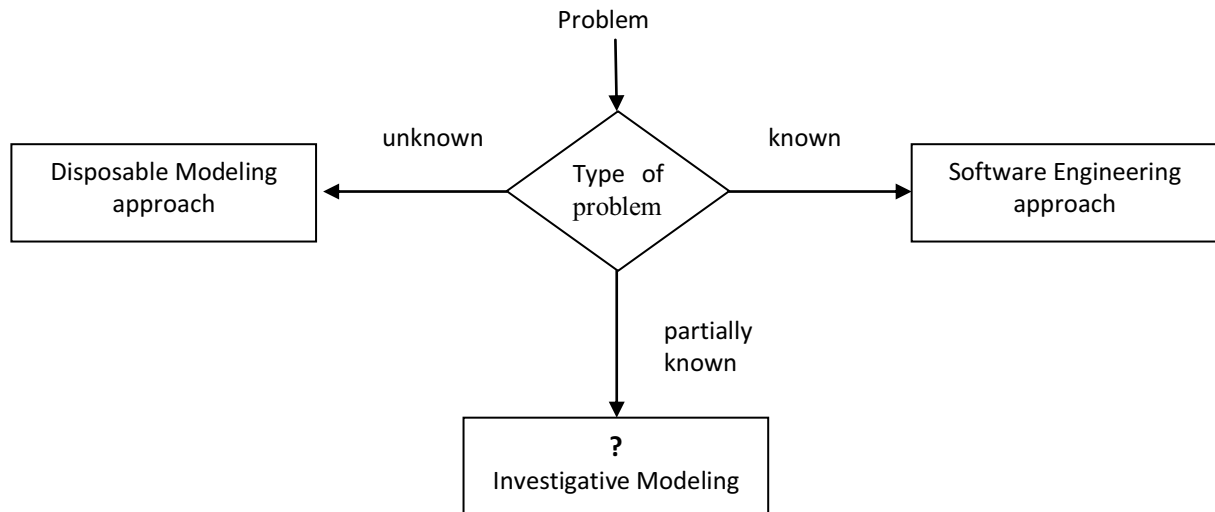 Problem
unknown
known
Disposable Modeling
approach
Type of
problem
Software Engineering
approach
partially
known
?
Investigative Modeling